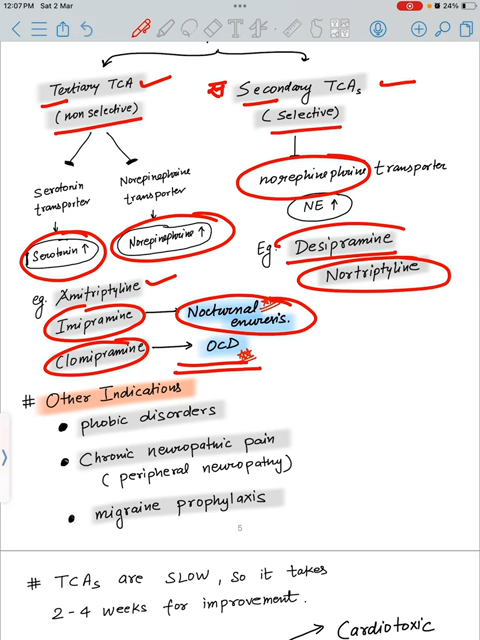 12:07PM Sat 2 Mar
24%
Tertiary TCA
(non selective)
Secondary TCAs
(selective)
Serotonin
transporter
Norepinephrine
transporter
norephinephrine transporter
NE ↑
Serotonin ↑
Norepinephrine ↑
Eg. Desipramine
Nortriptyline
eg. Amitriptyline
Imipramine
Nocturnal
enuresis.
Clomipramine
OCD
# Other Indications
• phobic disorders
• Chronic neuropathic pain
( peripheral neuropathy)
• migraine prophylaxis
5
# TCAs are SLOW, so it takes
2-4 weeks for improvement.
Cardiotoxic